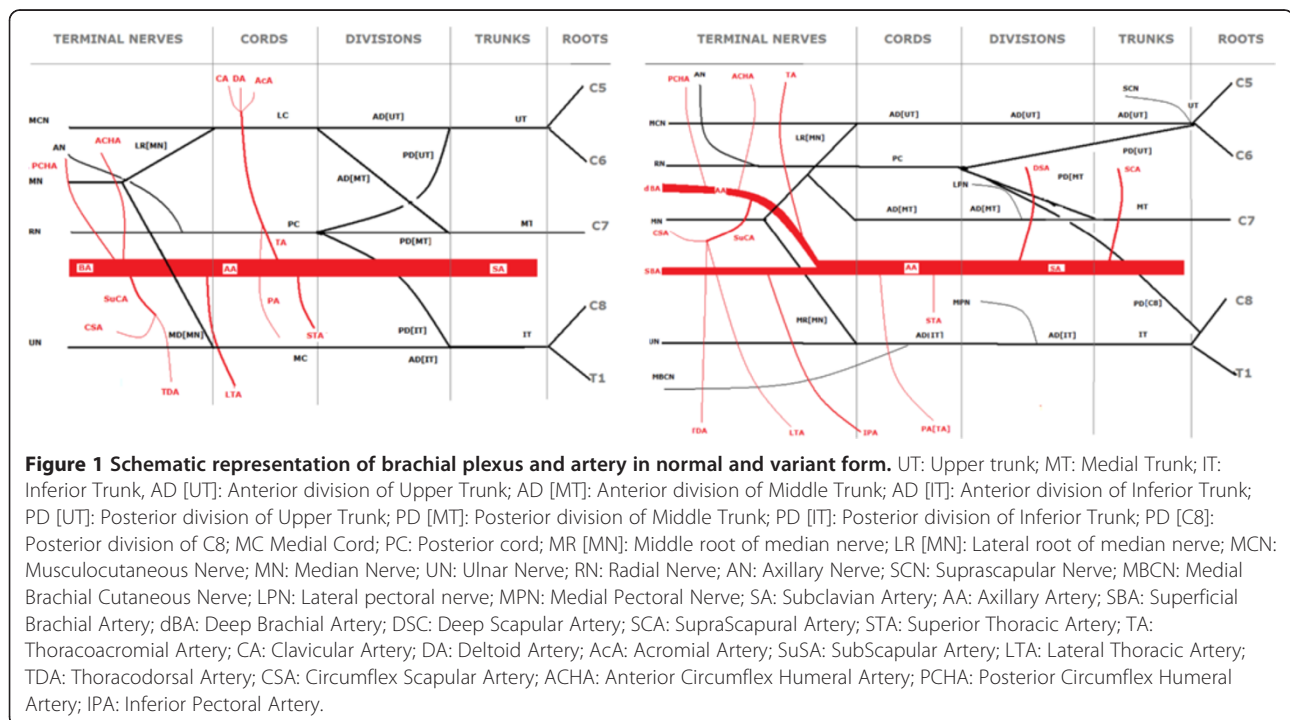 TERMINAL NERVES CORDS DIVISIONS TRUNKS ROOTS
CA DA AcA
C5
MCN LC AD[UT] UT
ACHA
AN LR[MN]
PCHA PD[UT] C6
MN AD[MT]
RN PC MT C7
TA PD[MT]
BA AA SA
SuCA PA
C8
CSA MD[MN] STA PD[IT] IT
UN MC AD[IT]
TDA LTA T1
TERMINAL NERVES CORDS DIVISIONS TRUNKS ROOTS
PCHA AN ACHA TA
SCN C5
UT
MCN AD[UT] AD[UT] AD[UT]
LR[MN]
PD[UT] C6
RN PC DSA SCA
PD[MT
LPN
dBA AA
MN AD[MT] AD[MT] MT C7
CSA SuCA
SBA AA SA
MPN PD[C8] C8
STA
MR[MN]
UN AD[IT] AD[IT] IT
MBCN T1
TDA LTA IPA PA[TA]
Figure 1 Schematic representation of brachial plexus and artery in normal and variant form. UT: Upper trunk; MT: Medial Trunk; IT:
Inferior Trunk, AD [UT]: Anterior division of Upper Trunk; AD [MT]: Anterior division of Middle Trunk; AD [IT]: Anterior division of Inferior Trunk;
PD [UT]: Posterior division of Upper Trunk; PD [MT]: Posterior division of Middle Trunk; PD [IT]: Posterior division of Inferior Trunk; PD [C8]:
Posterior division of C8; MC Medial Cord; PC: Posterior cord; MR [MN]: Middle root of median nerve; LR [MN]: Lateral root of median nerve; MCN:
Musculocutaneous Nerve; MN: Median Nerve; UN: Ulnar Nerve; RN: Radial Nerve; AN: Axillary Nerve; SCN: Suprascapular Nerve; MBCN: Medial
Brachial Cutaneous Nerve; LPN: Lateral pectoral nerve; MPN: Medial Pectoral Nerve; SA: Subclavian Artery; AA: Axillary Artery; SBA: Superficial
Brachial Artery; dBA: Deep Brachial Artery; DSC: Deep Scapular Artery; SCA: SupraScapural Artery; STA: Superior Thoracic Artery; TA:
Thoracoacromial Artery; CA: Clavicular Artery; DA: Deltoid Artery; AcA: Acromial Artery; SuSA: SubScapular Artery; LTA: Lateral Thoracic Artery;
TDA: Thoracodorsal Artery; CSA: Circumflex Scapular Artery; ACHA: Anterior Circumflex Humeral Artery; PCHA: Posterior Circumflex Humeral
Artery; IPA: Inferior Pectoral Artery.